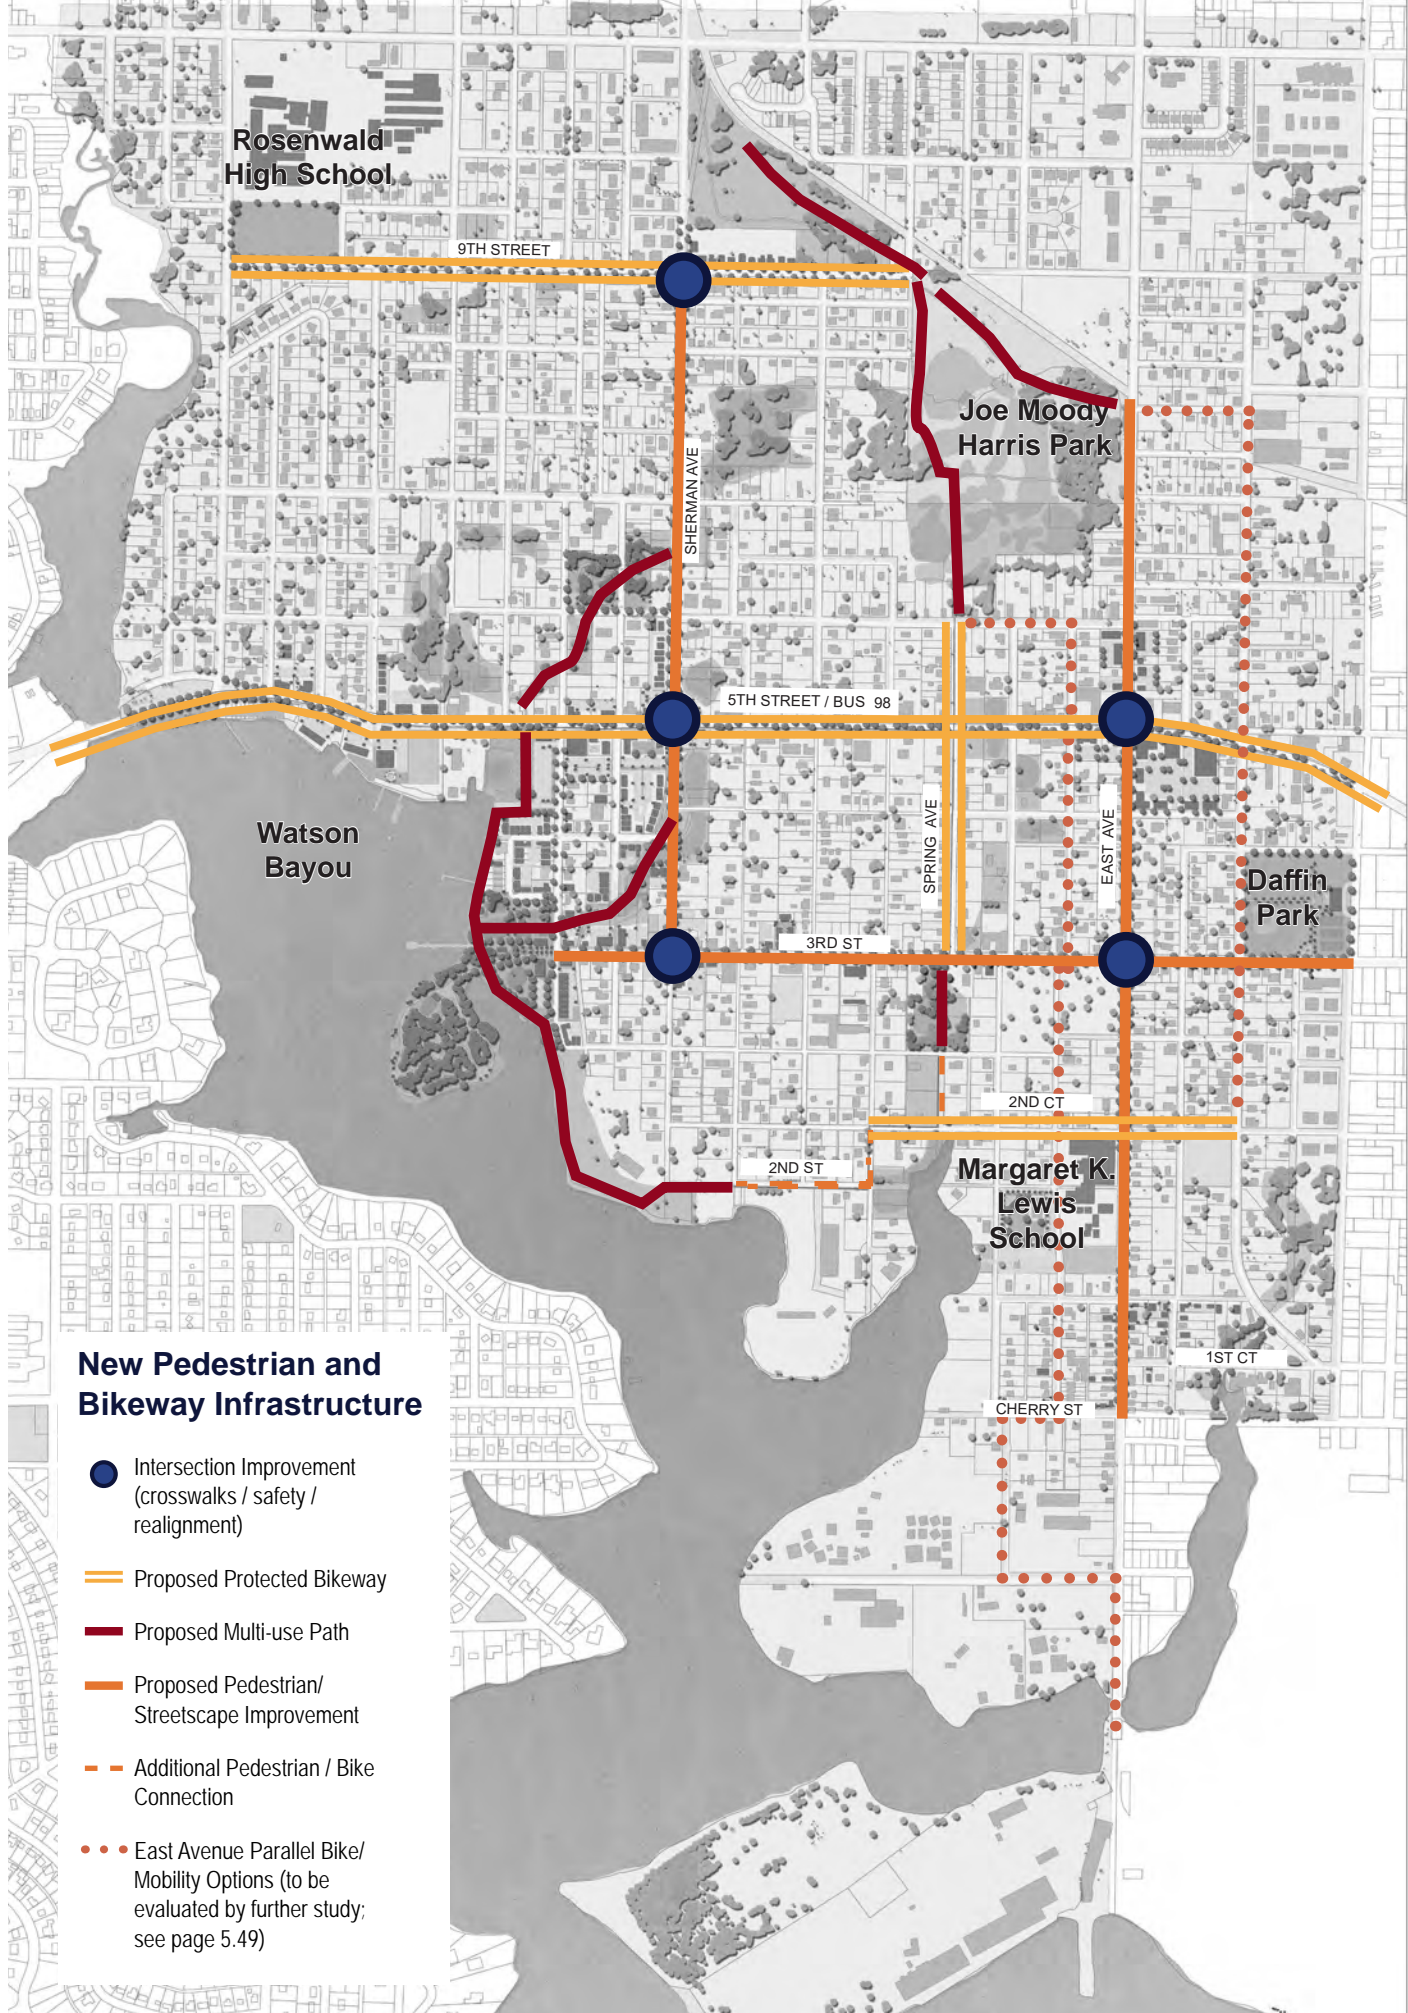 Rosenwald
High School
9TH STREET
Joe Moody
Harris Park
SHERMAN AVE
5TH STREET / BUS 98
SPRING AVE
EAST AVE
Watson
Bayou
Daffin
Park
3RD ST
2ND CT
2ND ST
Margaret K.
Lewis
School
1ST CT
CHERRY ST
New Pedestrian and
Bikeway Infrastructure
Intersection Improvement
(crosswalks / safety /
realignment)
Proposed Protected Bikeway
Proposed Multi-use Path
Proposed Pedestrian/
Streetscape Improvement
Additional Pedestrian / Bike
Connection
East Avenue Parallel Bike/
Mobility Options (to be
evaluated by further study;
see page 5.49)